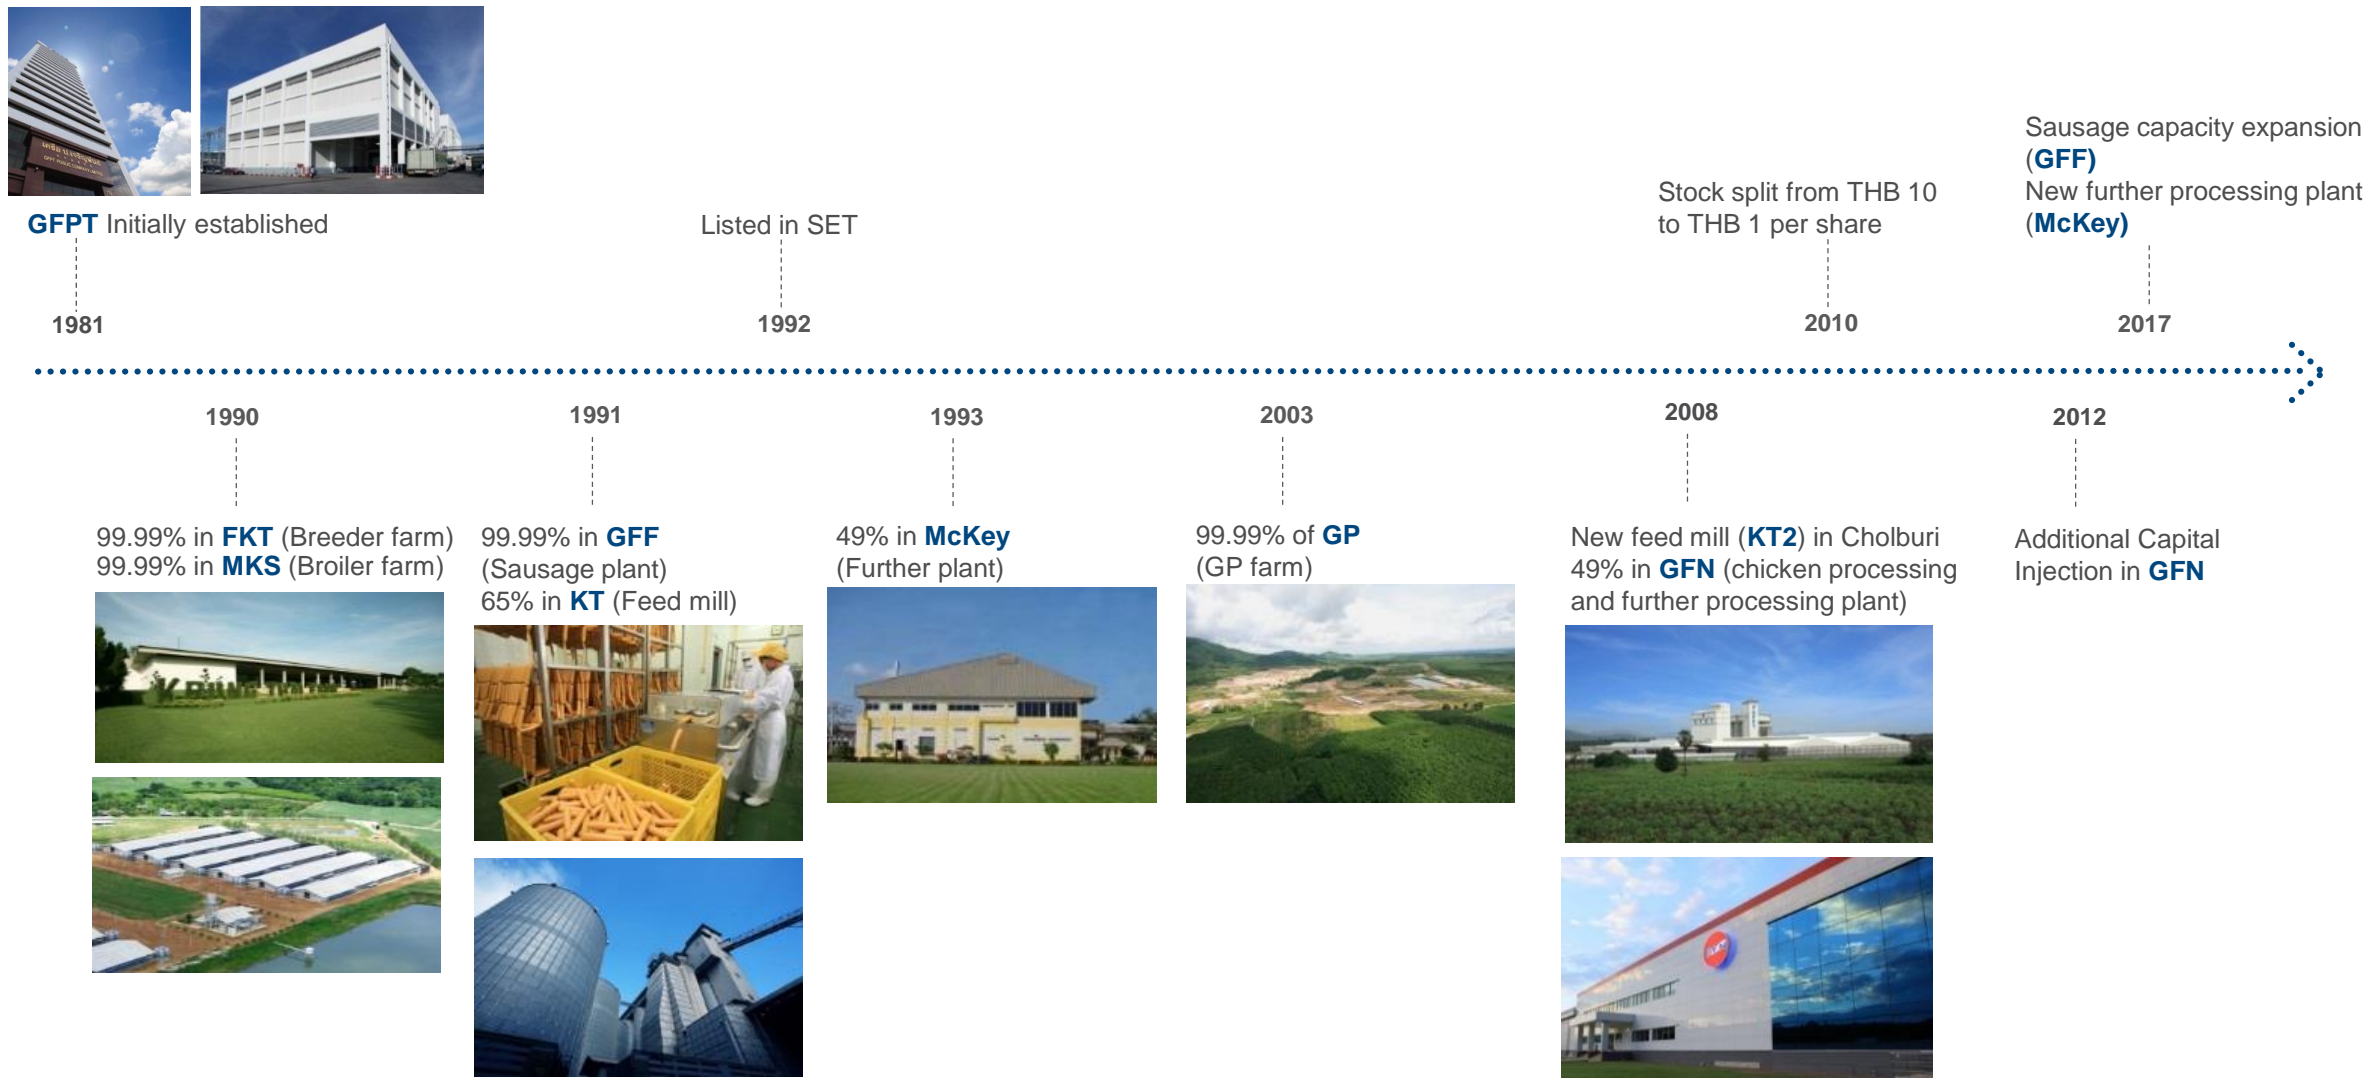 GFPT PUBLIC COMPANY LIMITED
GFPT Initially established
1981
Listed in SET
1992
Stock split from THB 10
to THB 1 per share
2010
Sausage capacity expansion
(GFF)
New further processing plant
(McKey)
2017
1990
99.99% in FKT (Breeder farm)
99.99% in MKS (Broiler farm)
1991
99.99% in GFF
(Sausage plant)
65% in KT (Feed mill)
1993
49% in McKey
(Further plant)
2003
99.99% of GP
(GP farm)
2008
New feed mill (KT2) in Cholburi
49% in GFN (chicken processing
and further processing plant)
2012
Additional Capital
Injection in GFN